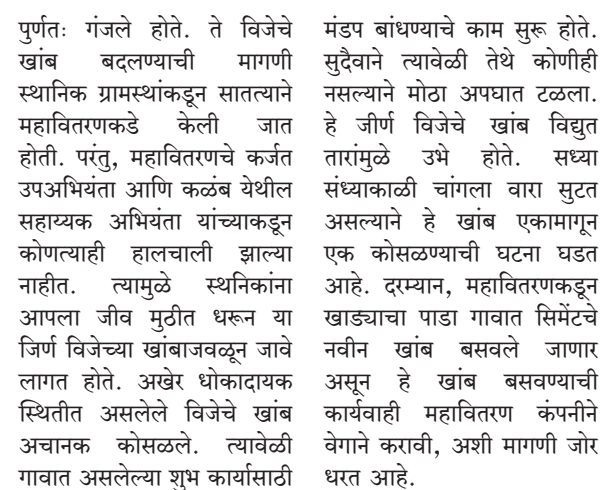 पुर्णतः गंजले होते. ते विजेचे
खांब बदलण्याची मागणी
स्थानिक ग्रामस्थांकडून सातत्याने
महावितरणकडे केली जात
होती. परंतु, महावितरणचे कर्जत
उपअभियंता आणि कळंब येथील
सहाय्यक अभियंता यांच्याकडून
कोणत्याही हालचाली झाल्या
नाहीत. त्यामुळे स्थनिकांना
आपला जीव मुठीत धरून या
जिर्ण विजेच्या खांबाजवळून जावे
लागत होते. अखेर धोकादायक
स्थितीत असलेले विजेचे खांब
अचानक कोसळले. त्यावेळी
गावात असलेल्या शुभ कार्यासाठी
मंडप बांधण्याचे काम सुरू होते.
सुदैवाने त्यावेळी तेथे कोणीही
नसल्याने मोठा अपघात टळला.
हे जीर्ण विजेचे खांब विद्युत
तारांमुळे उभे होते. सध्या
संध्याकाळी चांगला वारा सुटत
असल्याने हे खांब एकामागून
एक कोसळण्याची घटना घडत
आहे. दरम्यान, महावितरणकडून
खाड्याचा पाडा गावात सिमेंटचे
नवीन खांब बसवले जाणार
असून हे खांब बसवण्याची
कार्यवाही महावितरण कंपनीने
वेगाने करावी, अशी मागणी जोर
धरत आहे.